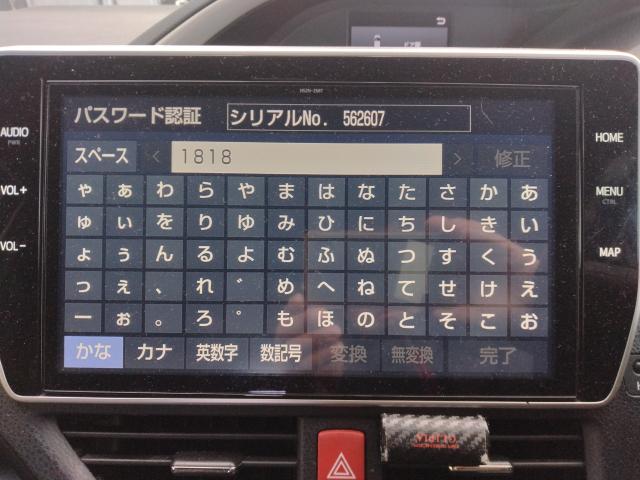 パスワード認証 シリアルNo. 562607
スペース < 1818 > 修正
ゃ ぁ わ ら や ま は な た さ か あ
ゅ ぃ を り ゆ み ひ に ち し き い
ょ ぅ ん る よ む ふ ぬ つ す く う
っ ぇ 、 れ ゛ め へ ね て せ け え
ー ぉ 。 ろ ゜ も ほ の と そ こ お
かな カナ 英数字 数記号 変換 無変換 完了
AUDIO
PWR
VOL+
VOL-
HOME
MENU
CTRL
MAP